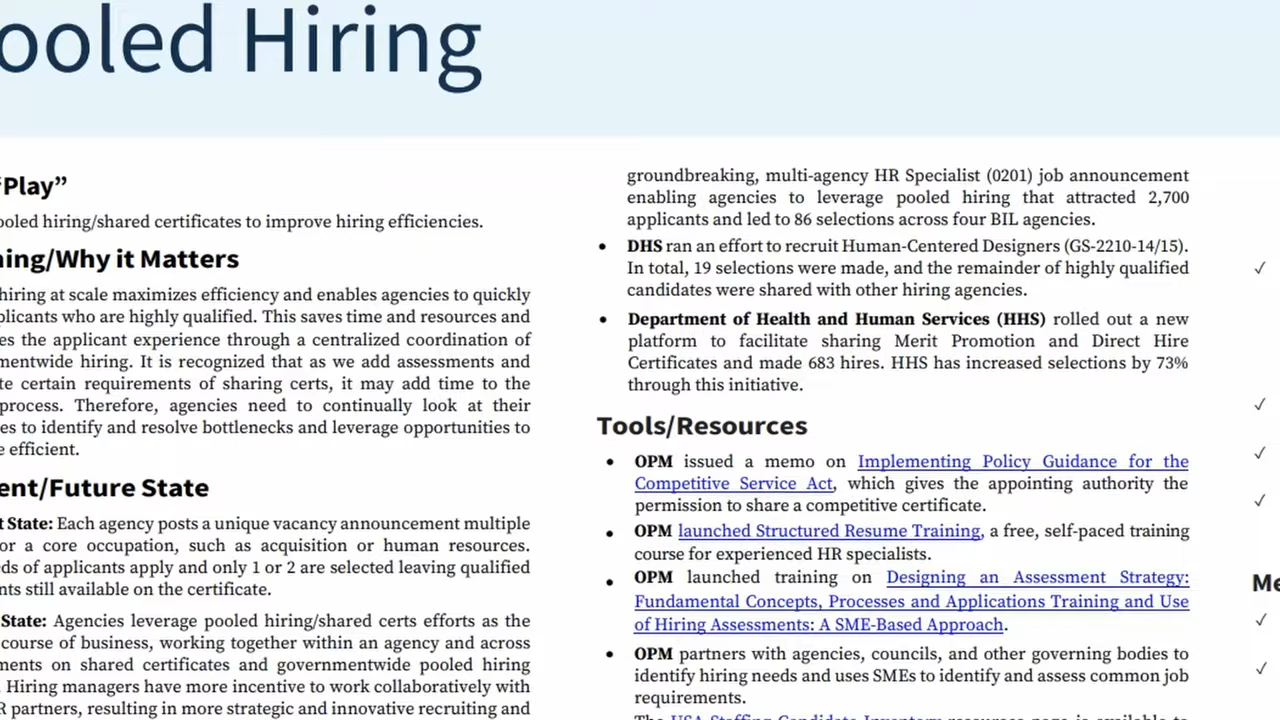 ooled Hiring
“Play”
ooled hiring/shared certificates to improve hiring efficiencies.
ning/Why it Matters
hiring at scale maximizes efficiency and enables agencies to quickly
plicants who are highly qualified. This saves time and resources and
es the applicant experience through a centralized coordination of
mentwide hiring. It is recognized that as we add assessments and
te certain requirements of sharing certs, it may add time to the
process. Therefore, agencies need to continually look at their
es to identify and resolve bottlenecks and leverage opportunities to
e efficient.
ent/Future State
t State: Each agency posts a unique vacancy announcement multiple
or a core occupation, such as acquisition or human resources.
ds of applicants apply and only 1 or 2 are selected leaving qualified
nts still available on the certificate.
State: Agencies leverage pooled hiring/shared certs efforts as the
course of business, working together within an agency and across
ments on shared certificates and governmentwide pooled hiring
. Hiring managers have more incentive to work collaboratively with
R partners, resulting in more strategic and innovative recruiting and
groundbreaking, multi-agency HR Specialist (0201) job announcement
enabling agencies to leverage pooled hiring that attracted 2,700
applicants and led to 86 selections across four BIL agencies.
• DHS ran an effort to recruit Human-Centered Designers (GS-2210-14/15).
In total, 19 selections were made, and the remainder of highly qualified
candidates were shared with other hiring agencies.
• Department of Health and Human Services (HHS) rolled out a new
platform to facilitate sharing Merit Promotion and Direct Hire
Certificates and made 683 hires. HHS has increased selections by 73%
through this initiative.
Tools/Resources
• OPM issued a memo on Implementing Policy Guidance for the
Competitive Service Act, which gives the appointing authority the
permission to share a competitive certificate.
• OPM launched Structured Resume Training, a free, self-paced training
course for experienced HR specialists.
• OPM launched training on Designing an Assessment Strategy:
Fundamental Concepts, Processes and Applications Training and Use
of Hiring Assessments: A SME-Based Approach.
• OPM partners with agencies, councils, and other governing bodies to
identify hiring needs and uses SMEs to identify and assess common job
requirements.
The USA Staffing Candidate Inventory resources page is available to
✓
✓
✓
✓
Me
✓
✓